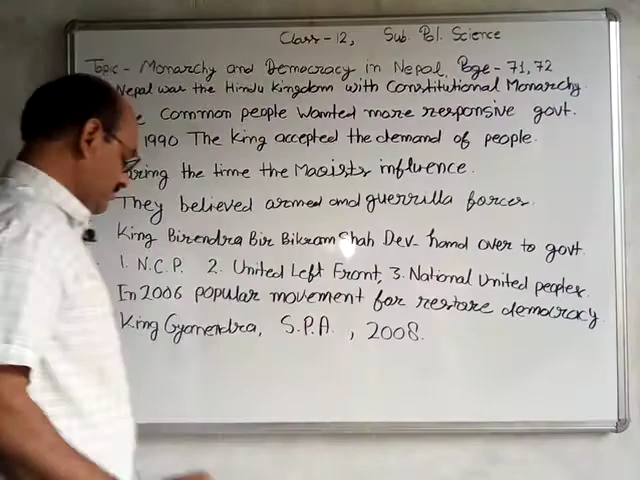 Class-12, Sub. Pol. Science
Topic - Monarchy and Democracy in Nepal, Page - 71, 72
Nepal was the Hindu Kingdom with Constitutional Monarchy.
Common people wanted more responsive govt.
1990 The King accepted the demand of people.
ring the time the Maoists influence.
They believed armed and guerrilla forces.
King Birendra Bir Bikram Shah Dev- hand over to govt.
1. N.C.P. 2. United Left Front, 3. National United peoples.
In 2006 popular movement for restore democracy
King Gyanendra, S.P.A. , 2008.